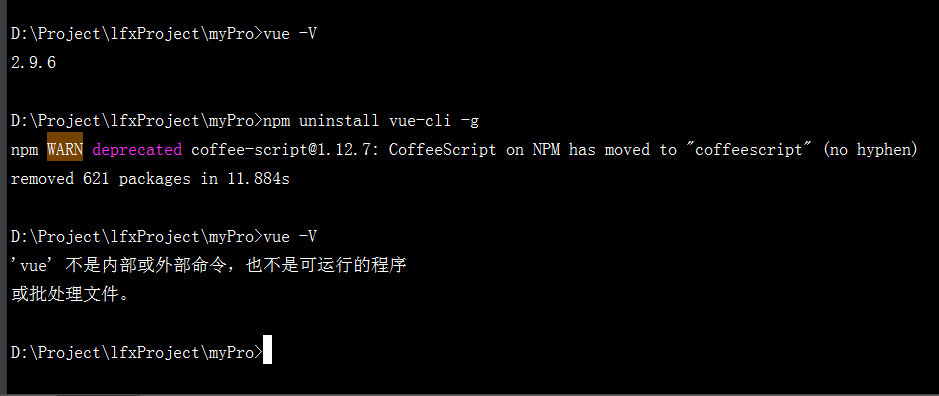 D:\Project\lfxProject\myPro>vue -V
2.9.6
D:\Project\lfxProject\myPro>npm uninstall vue-cli -g
npm WARN deprecated coffee-script@1.12.7: CoffeeScript on NPM has moved to "coffeescript" (no hyphen)
removed 621 packages in 11.884s
D:\Project\lfxProject\myPro>vue -V
'vue' 不是内部或外部命令，也不是可运行的程序
或批处理文件。
D:\Project\lfxProject\myPro>